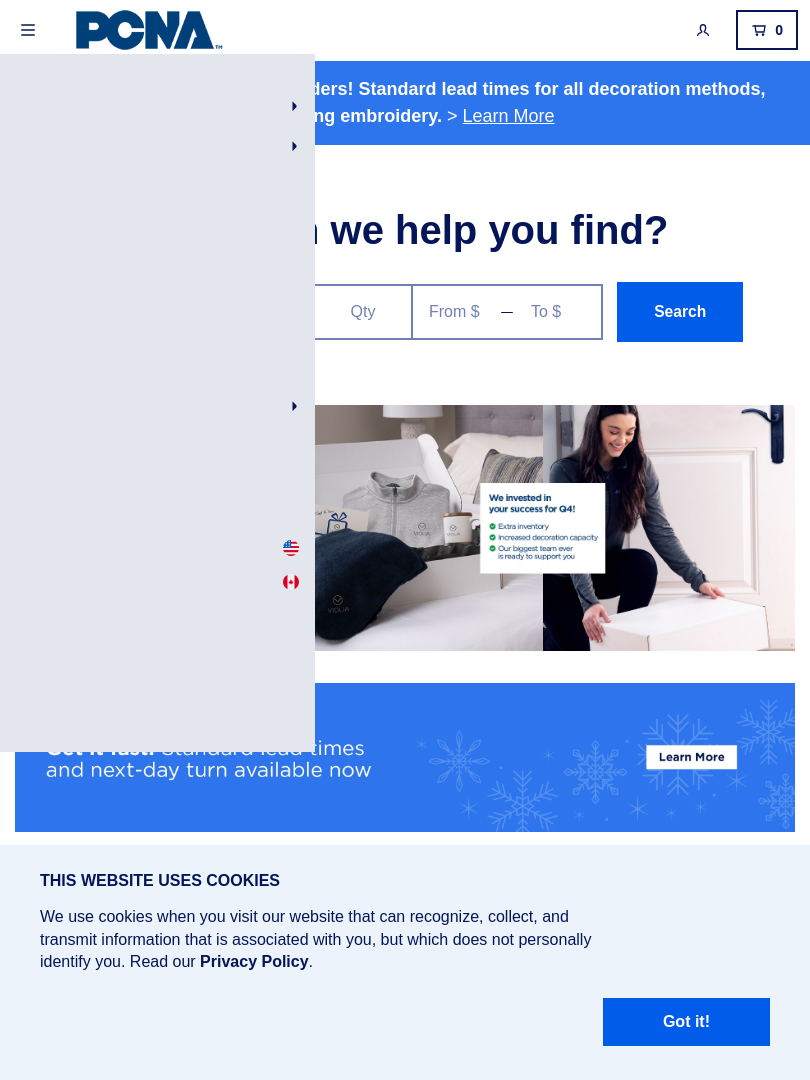 PCNA™
0
ders! Standard lead times for all decoration methods,
ng embroidery. > Learn More
we help you find?
Qty
From $ — To $
Search
We invested in
your success for Q4!
Extra inventory
Increased decoration capacity
Our biggest team ever
is ready to support you
VIOLIA
VIOLIA
VIOLIA
Get it fast. Standard lead times
and next-day turn available now
Learn More
THIS WEBSITE USES COOKIES
We use cookies when you visit our website that can recognize, collect, and
transmit information that is associated with you, but which does not personally
identify you. Read our Privacy Policy.
Got it!